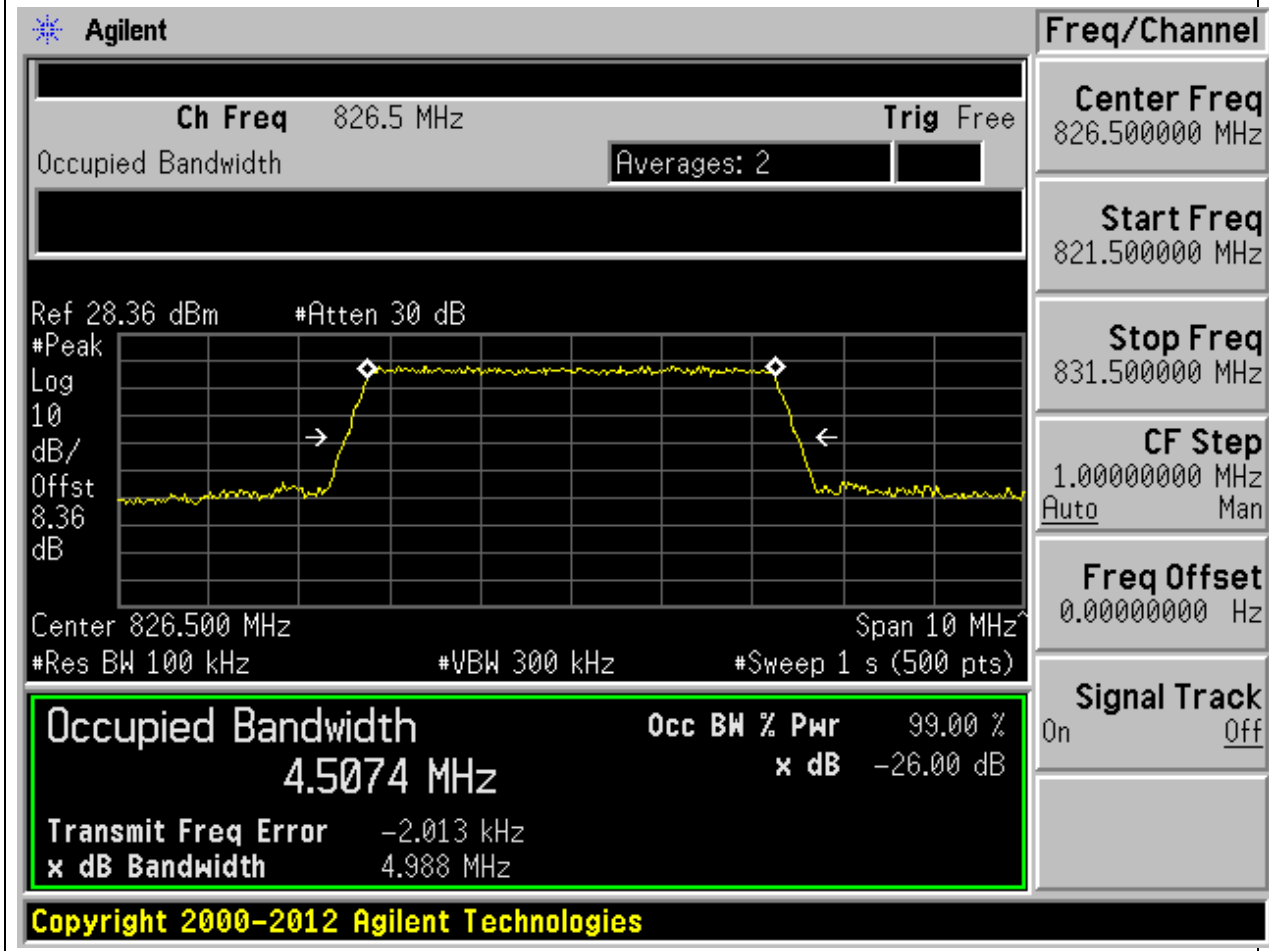 Agilent
Freq/Channel
Ch Freq 826.5 MHz Trig Free
Occupied Bandwidth Averages: 2
Ref 28.36 dBm #Atten 30 dB
#Peak
Log
10
dB/
Offst
8.36
dB
Center 826.500 MHz Span 10 MHz^
#Res BW 100 kHz #VBW 300 kHz #Sweep 1 s (500 pts)
Occupied Bandwidth
4.5074 MHz
Occ BW % Pwr 99.00 %
x dB -26.00 dB
Transmit Freq Error -2.013 kHz
x dB Bandwidth 4.988 MHz
Copyright 2000-2012 Agilent Technologies
Center Freq
826.500000 MHz
Start Freq
821.500000 MHz
Stop Freq
831.500000 MHz
CF Step
1.00000000 MHz
Auto Man
Freq Offset
0.00000000 Hz
Signal Track
On Off